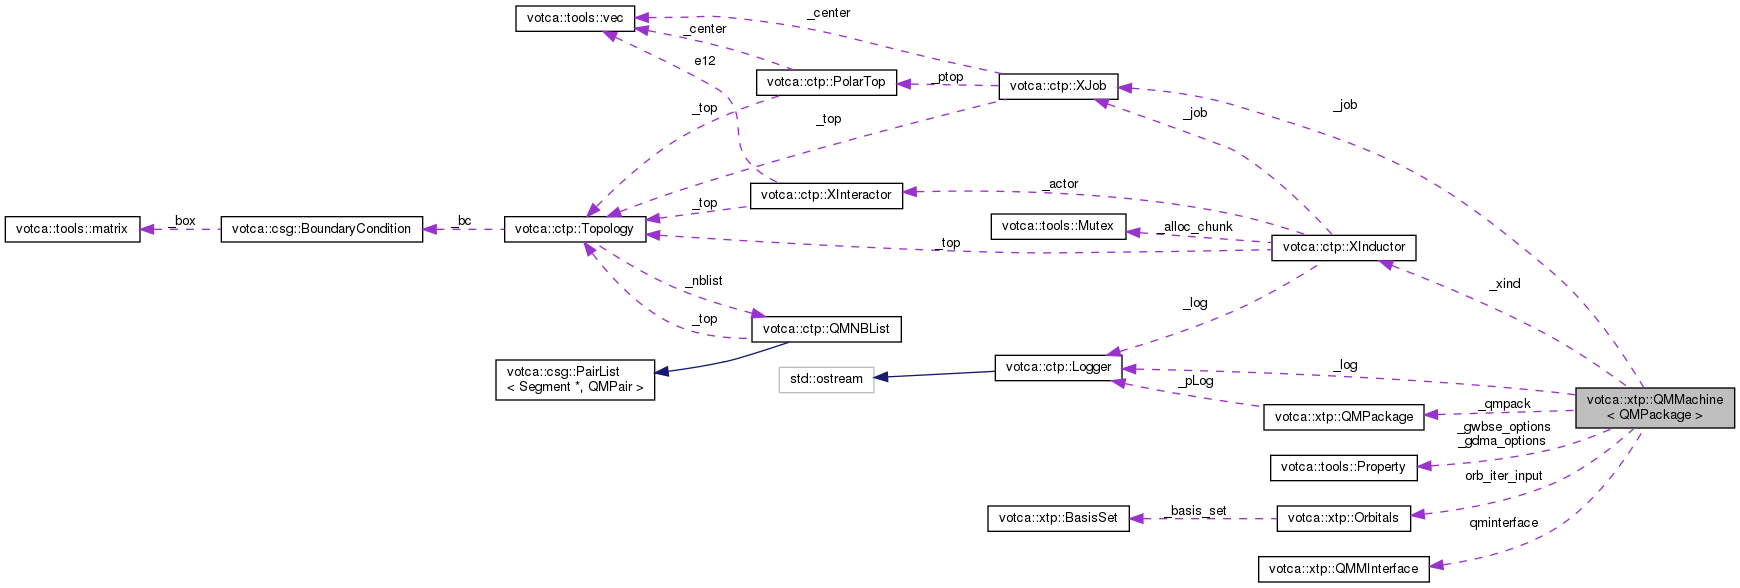 votca::tools::vec
_center
_center
e12
votca::ctp::PolarTop
_ptop
votca::ctp::XJob
_job
_top
_top
_job
votca::ctp::XInteractor
_actor
_top
votca::tools::matrix
_box
votca::csg::BoundaryCondition
_bc
votca::ctp::Topology
votca::tools::Mutex
_alloc_chunk
_top
votca::ctp::XInductor
_nblist
_xind
_log
_top
votca::ctp::QMNBList
votca::csg::PairList
< Segment *, QMPair >
std::ostream
votca::ctp::Logger
_log
_pLog
votca::xtp::QMPackage
_qmpack
votca::xtp::QMMachine
< QMPackage >
_gwbse_options
_gdma_options
votca::tools::Property
orb_iter_input
votca::xtp::BasisSet
_basis_set
votca::xtp::Orbitals
qminterface
votca::xtp::QMMInterface